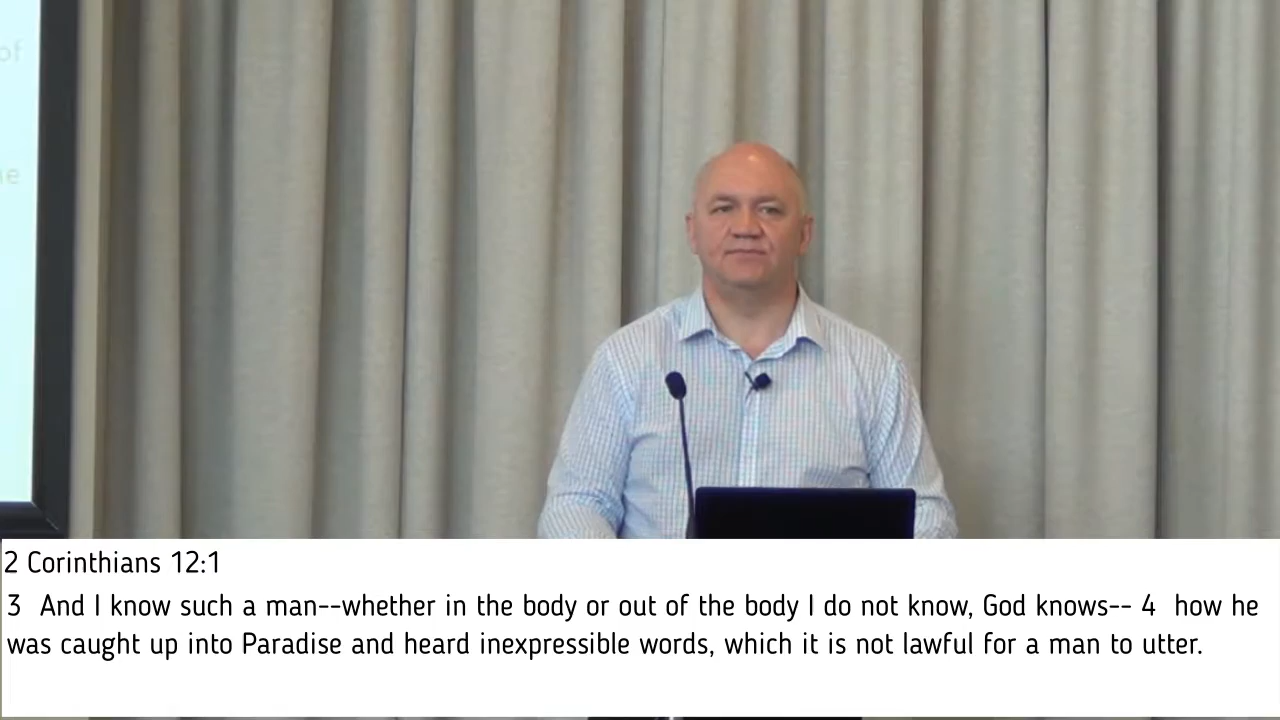 of
2 Corinthians 12:1
3 And I know such a man--whether in the body or out of the body I do not know, God knows-- 4 how he
was caught up into Paradise and heard inexpressible words, which it is not lawful for a man to utter.